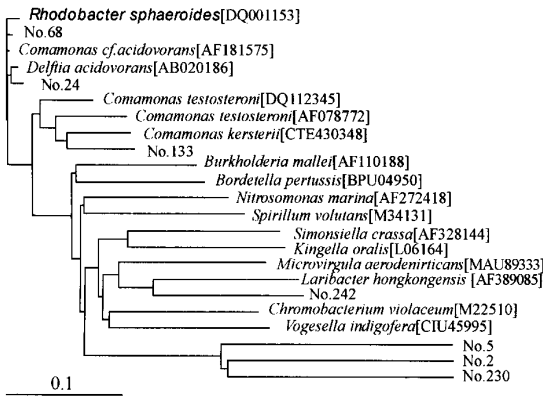 Rhodobacter sphaeroides[DQ001153]
No.68
Comamonas cf.acidovorans[AF181575]
Delftia acidovorans[AB020186]
No.24
Comamonas testosteroni[DQ112345]
Comamonas testosteroni[AF078772]
Comamonas kersterii[CTE430348]
No.133
Burkholderia mallei[AF110188]
Bordetella pertussis[BPU04950]
Nitrosomonas marina[AF272418]
Spirillum volutans[M34131]
Simonsiella crassa[AF328144]
Kingella oralis[L06164]
Microvirgula aerodenirticans[MAU89333]
Laribacter hongkongensis [AF389085]
No.242
Chromobacterium violaceum[M22510]
Vogesella indigofera[CIU45995]
No.5
No.2
No.230
0.1